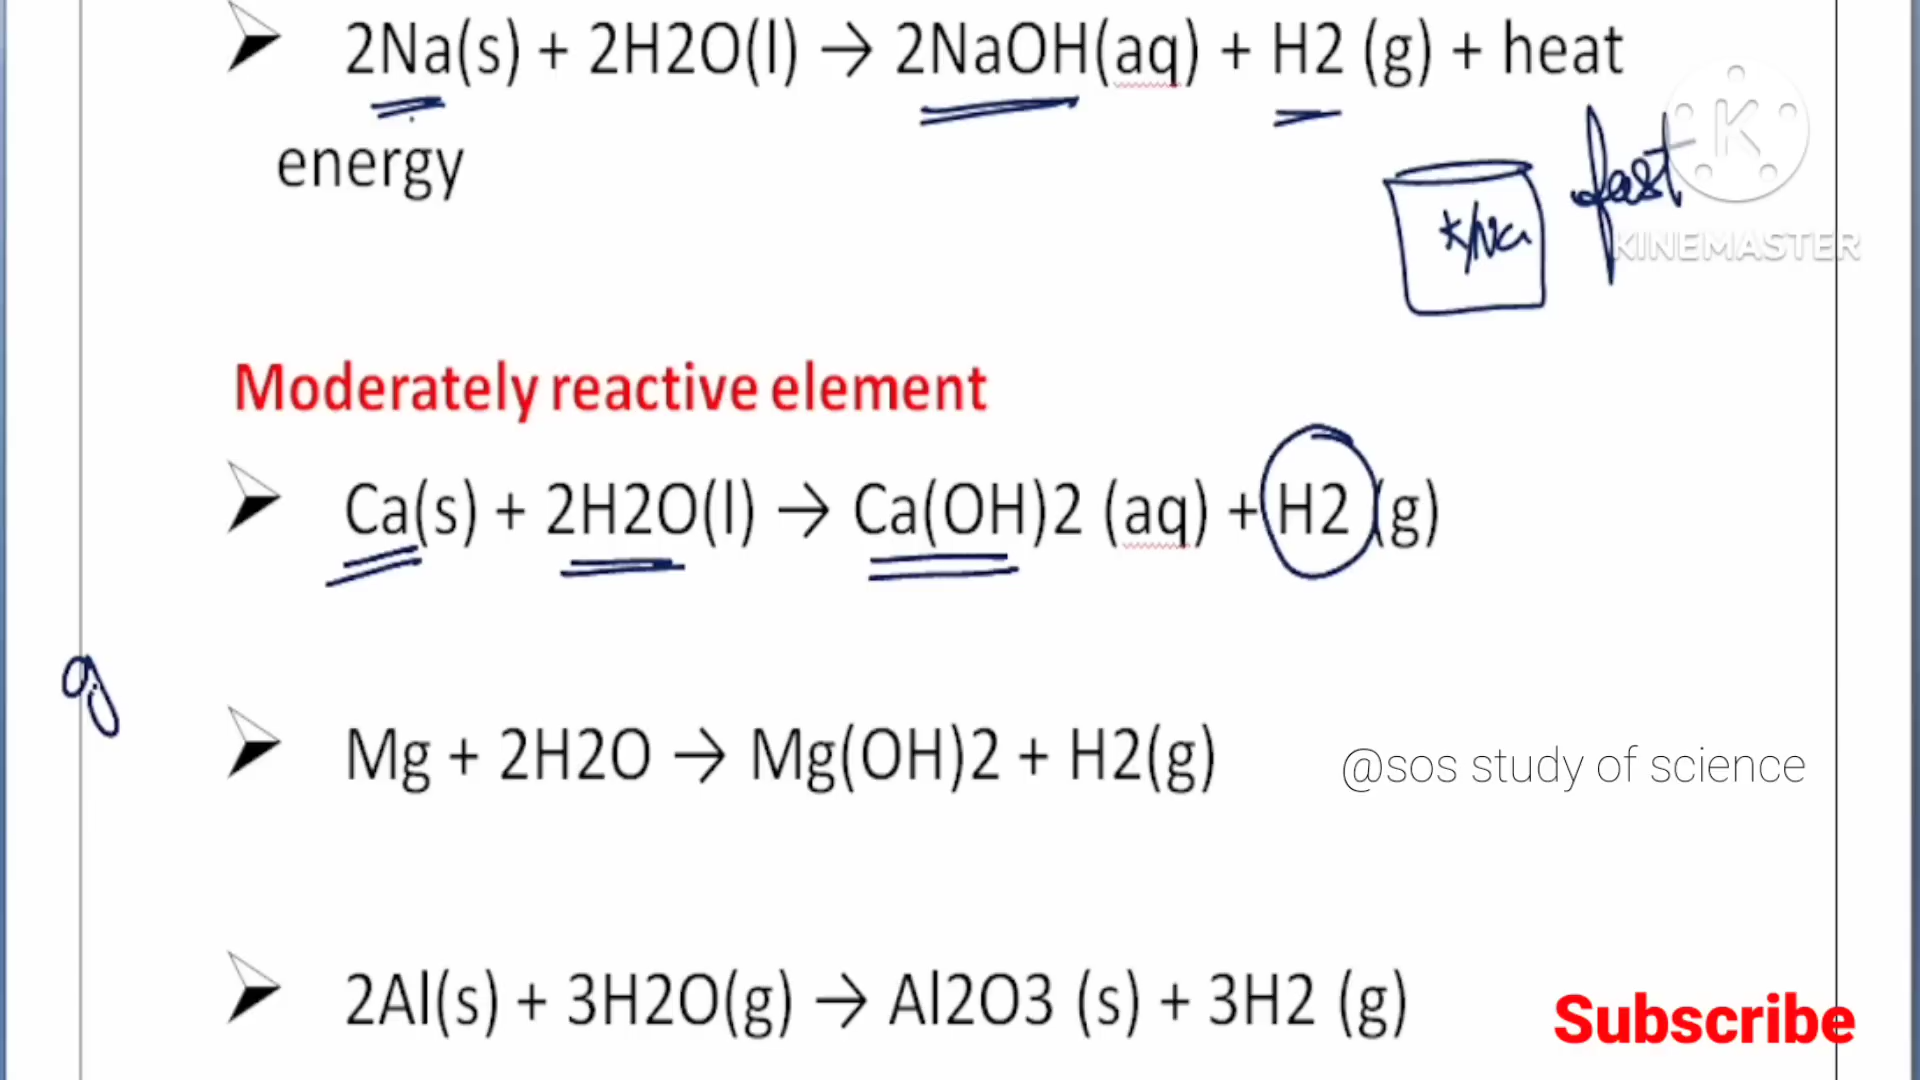 2Na(s) + 2H2O(l) → 2NaOH(aq) + H2 (g) + heat
energy
fast
K/Na
K
KINEMASTER
Moderately reactive element
Ca(s) + 2H2O(l) → Ca(OH)2 (aq) + H2 (g)
Mg + 2H2O → Mg(OH)2 + H2(g)
@sos study of science
2Al(s) + 3H2O(g) → Al2O3 (s) + 3H2 (g)
Subscribe